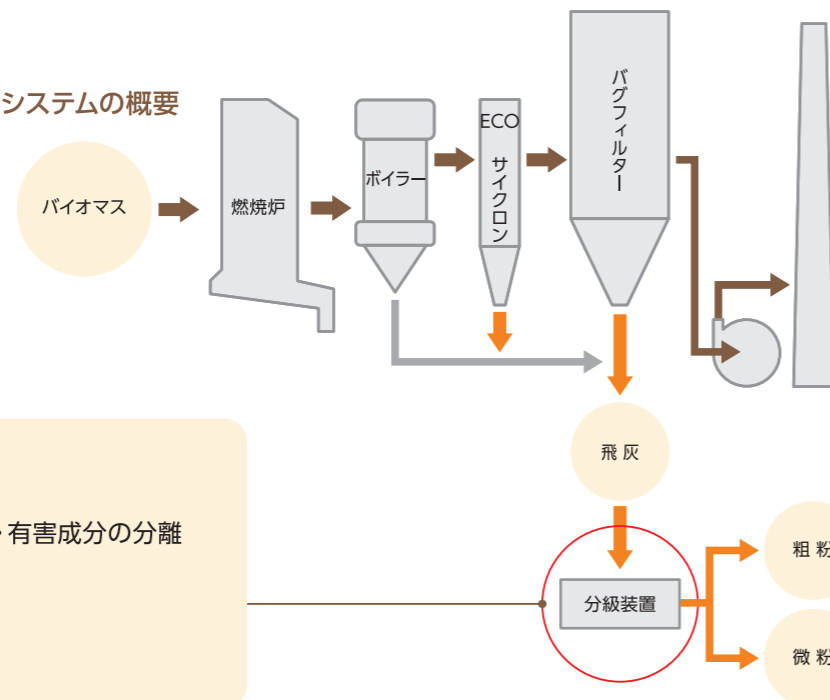 システムの概要
バイオマス
燃焼炉
ボイラー
ECO
サイクロン
バグフィルター
飛 灰
・有害成分の分離
分級装置
粗 粉
微 粉